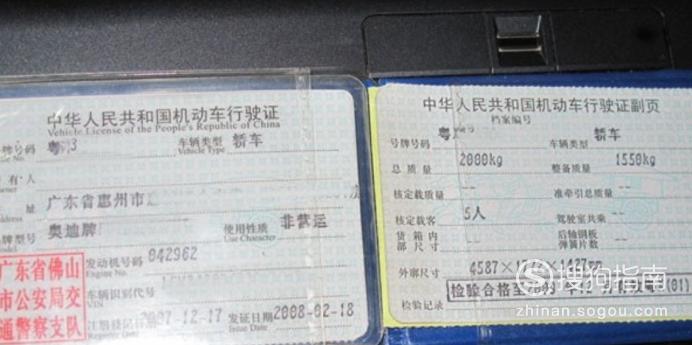 中华人民共和国机动车行驶证
Vehicle License of the People's Republic of China
号牌号码 粤 3 车辆类型 轿车
Vehicle Type
有 人
址 广东省惠州市
Address
牌型号 奥迪牌 使用性质 非营运
Use Character
广东省佛山
市公安局交
通警察支队
发动机号码 042962
Engine No.
车辆识别代号
VIN
注册登记日期 2007-12-17 发证日期 2008-02-18
Issue Date
中华人民共和国机动车行驶证副页
档案编号
号牌号码 粤 车辆类型 轿车
总质量 2000kg 整备质量 1550kg
核定载质量 -- 准牵引总质量 --
核定载客 5人 驾驶室共乘 --
货箱内部尺寸 -- 后轴钢板弹簧片数 --
外廓尺寸 4587× ×1427mm
检验记录 检验合格至 (01)
搜狗指南
zhinan.sogou.com